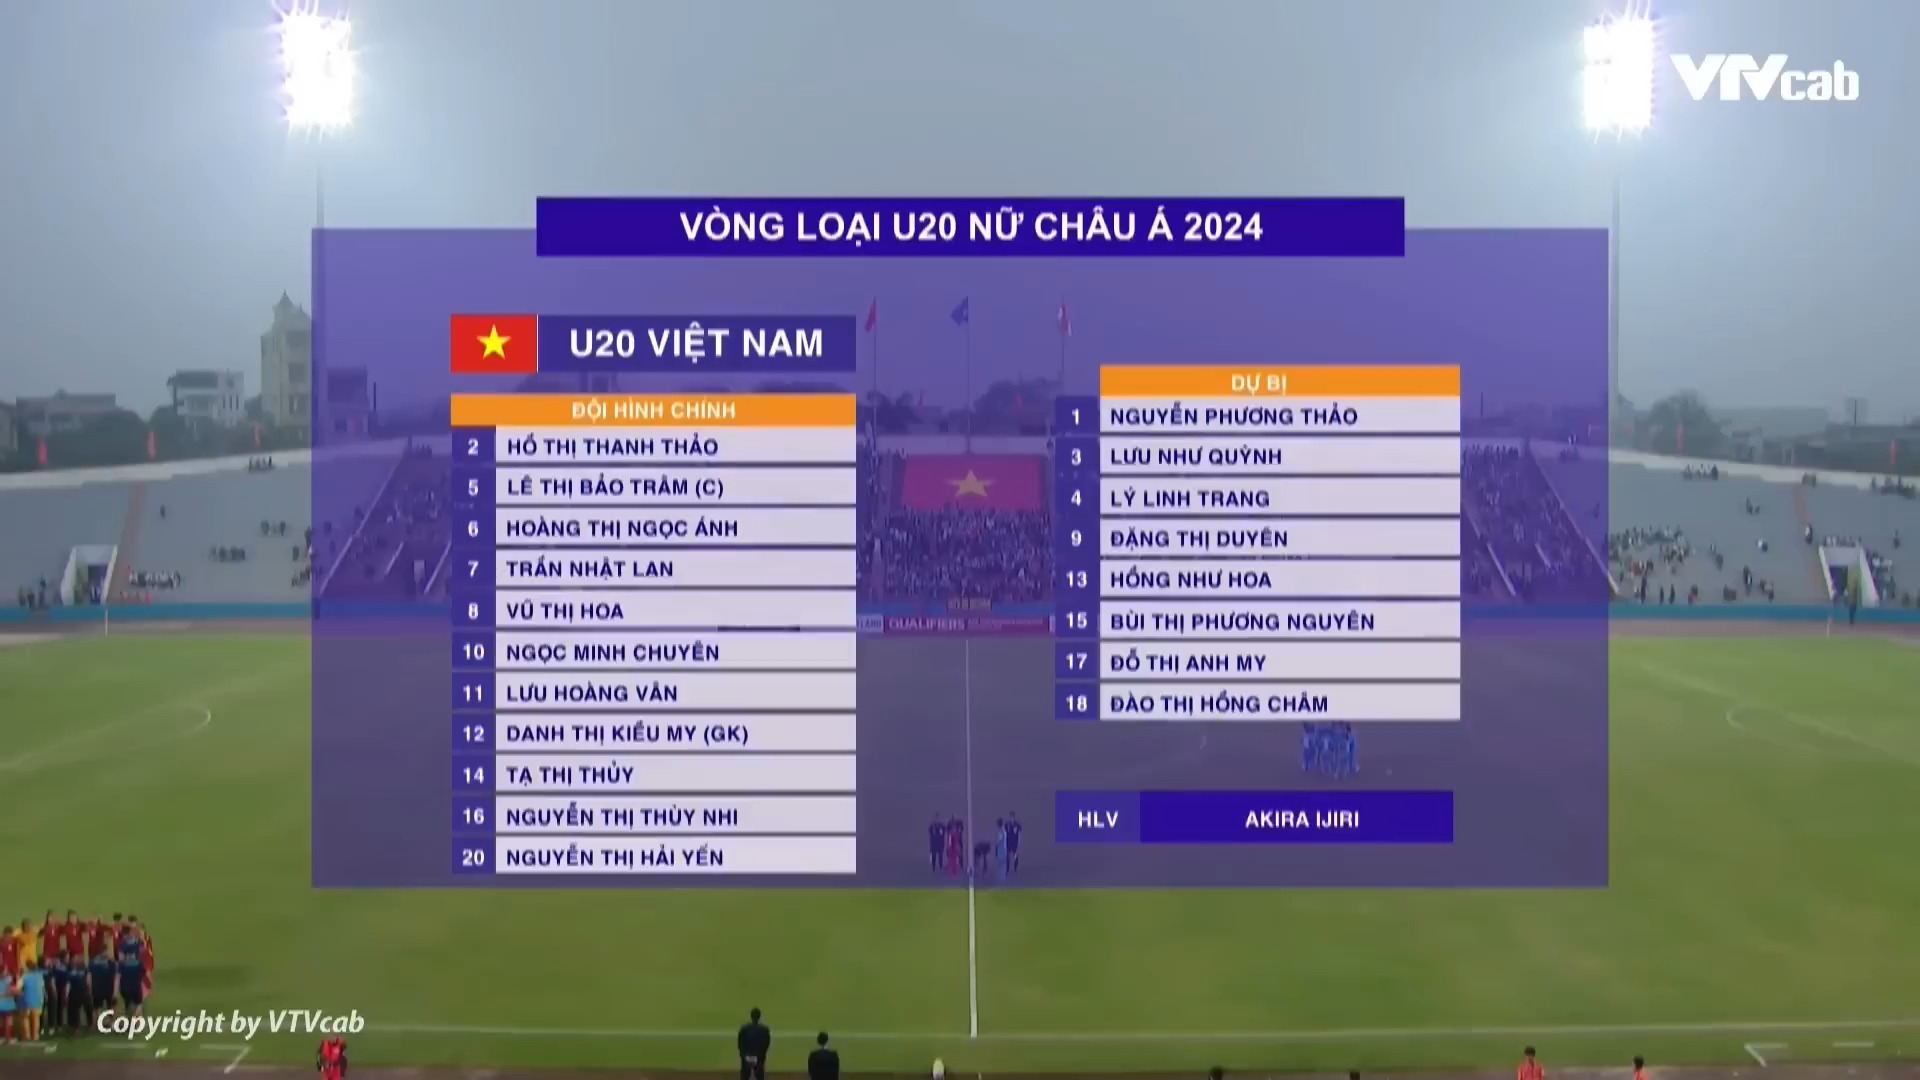 VTVcab
VÒNG LOẠI U20 NỮ CHÂU Á 2024
U20 VIỆT NAM
ĐỘI HÌNH CHÍNH
2 HỒ THỊ THANH THẢO
5 LÊ THỊ BẢO TRÂM (C)
6 HOÀNG THỊ NGỌC ÁNH
7 TRẦN NHẬT LAN
8 VŨ THỊ HOA
10 NGỌC MINH CHUYÊN
11 LƯU HOÀNG VÂN
12 DANH THỊ KIỀU MY (GK)
14 TẠ THỊ THỦY
16 NGUYỄN THỊ THÙY NHI
20 NGUYỄN THỊ HẢI YẾN
DỰ BỊ
1 NGUYỄN PHƯƠNG THẢO
3 LƯU NHƯ QUỲNH
4 LÝ LINH TRANG
9 ĐẶNG THỊ DUYÊN
13 HỒNG NHƯ HOA
15 BÙI THỊ PHƯƠNG NGUYÊN
17 ĐỖ THỊ ANH MY
18 ĐÀO THỊ HỒNG CHÂM
HLV AKIRA IJIRI
QUALIFIERS
Copyright by VTVcab